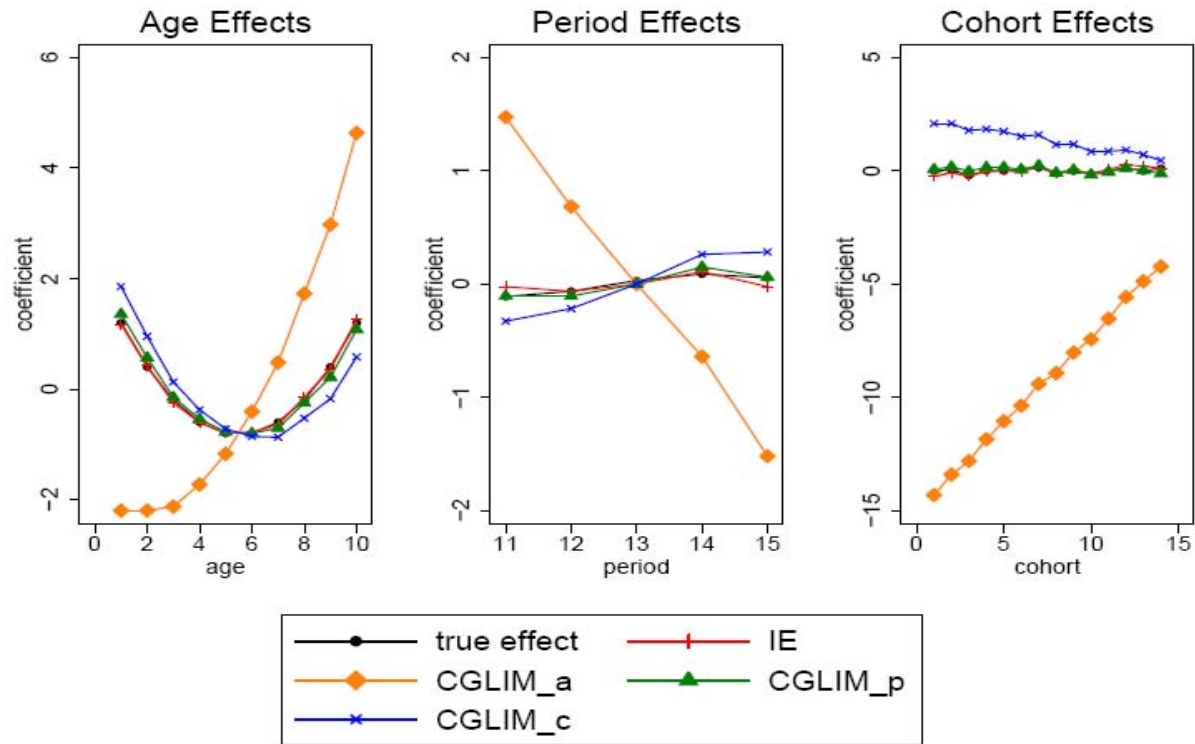 Age Effects
Period Effects
Cohort Effects
coefficient
6
4
2
0
−2
0
2
4
6
8
10
age
coefficient
2
1
0
−1
−2
11
12
13
14
15
period
coefficient
5
0
−5
−10
−15
0
5
10
15
cohort
true effect
IE
CGLIM_a
CGLIM_p
CGLIM_c